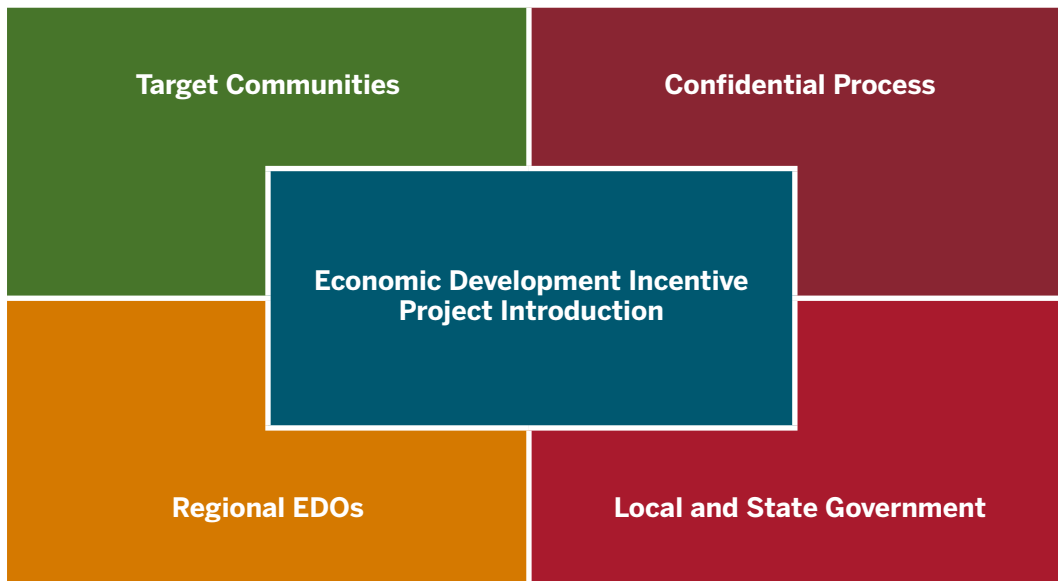 Target Communities
Confidential Process
Economic Development Incentive
Project Introduction
Regional EDOs
Local and State Government